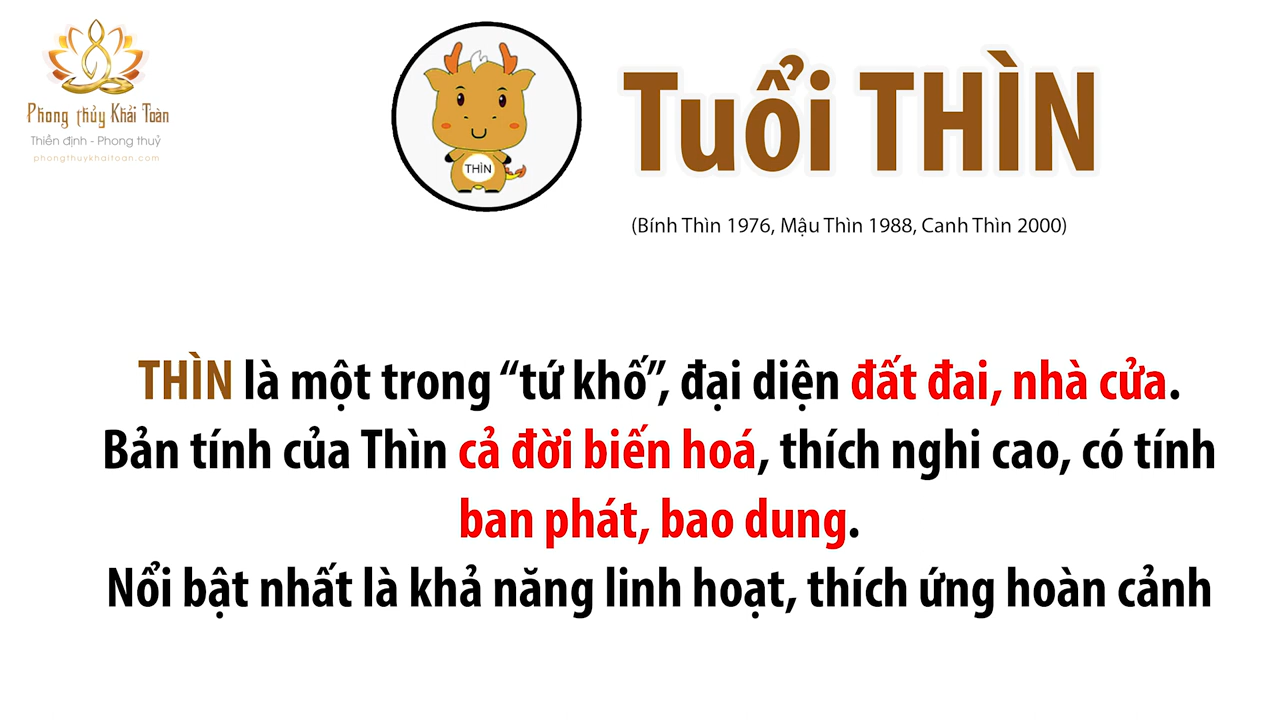 Phong thủy Khải Toàn
Thiền định - Phong thuỷ
phongthuykhaitoan.com
THÌN
Tuổi THÌN
(Bính Thìn 1976, Mậu Thìn 1988, Canh Thìn 2000)
THÌN là một trong “tứ khố”, đại diện đất đai, nhà cửa.
Bản tính của Thìn cả đời biến hoá, thích nghi cao, có tính
ban phát, bao dung.
Nổi bật nhất là khả năng linh hoạt, thích ứng hoàn cảnh